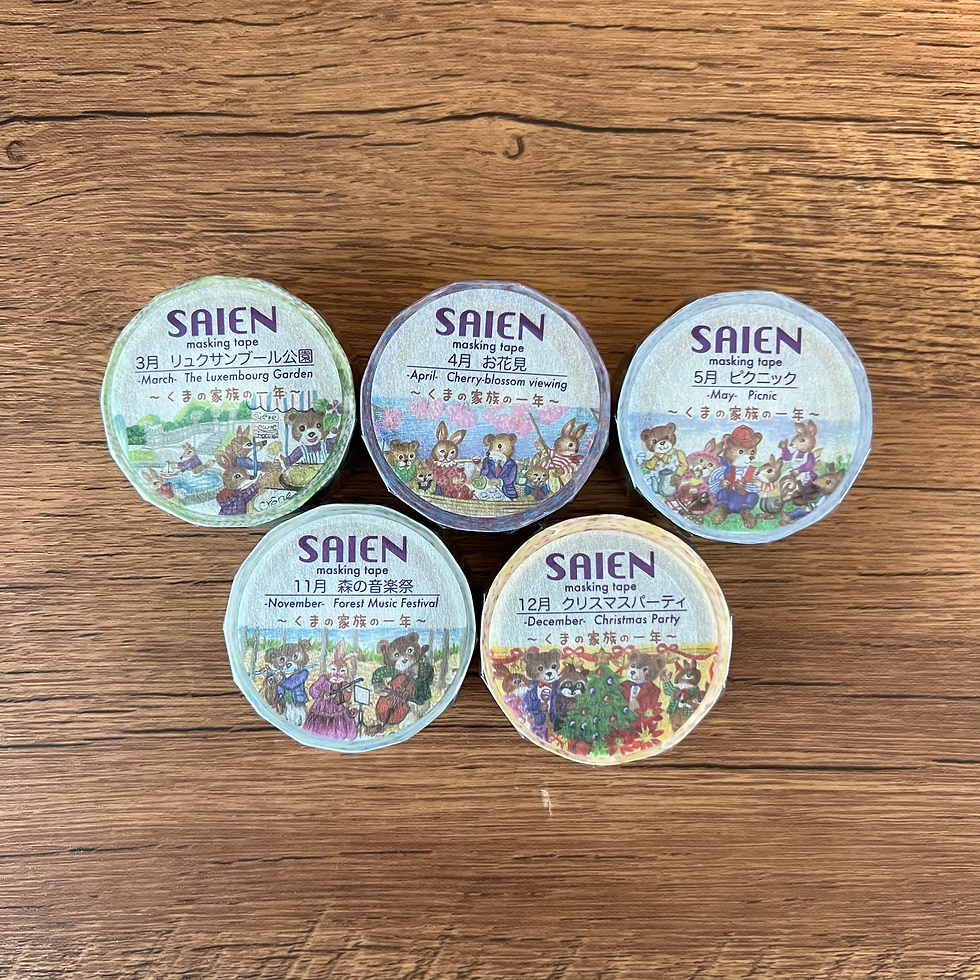 SAIEN
masking tape
3月 リュクサンブール公園
-March- The Luxembourg Garden
～くまの家族の一年～
Crêpe
SAIEN
masking tape
4月 お花見
-April- Cherry-blossom viewing
～くまの家族の一年～
SAIEN
masking tape
5月 ピクニック
-May- Picnic
～くまの家族の一年～
SAIEN
masking tape
11月 森の音楽祭
-November- Forest Music Festival
～くまの家族の一年～
SAIEN
masking tape
12月 クリスマスパーティ
-December- Christmas Party
～くまの家族の一年～